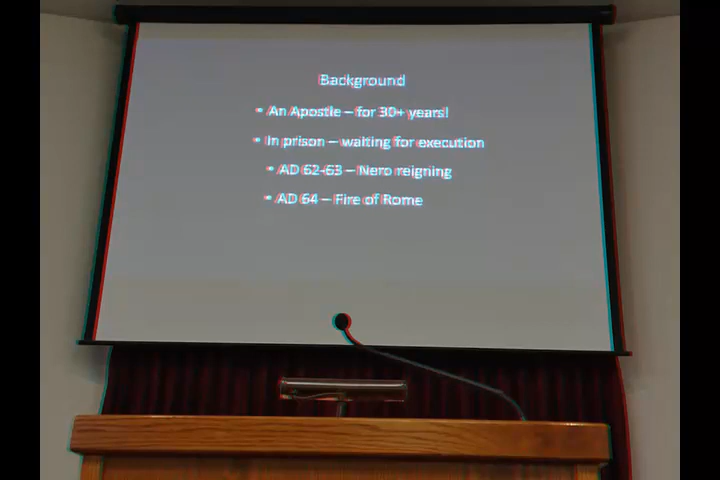 Background
• An Apostle – for 30+ years!
• In prison – waiting for execution
• AD 62-63 – Nero reigning
• AD 64 – Fire of Rome